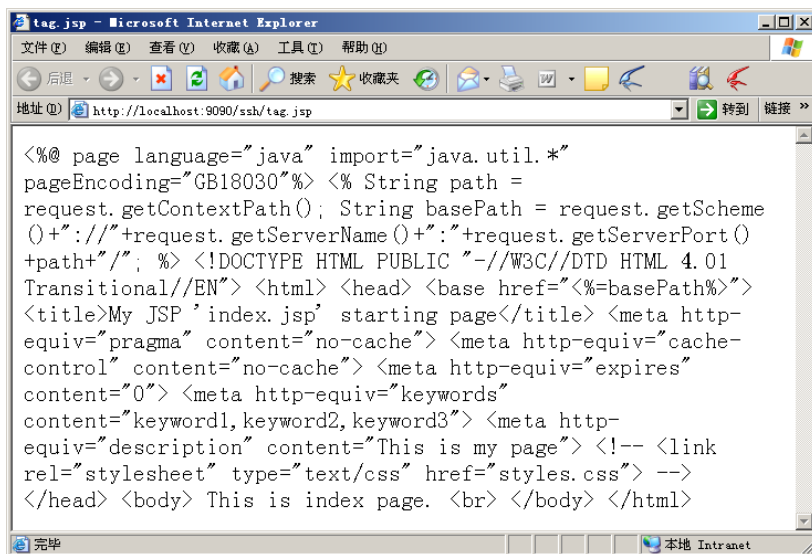 tag.jsp - Microsoft Internet Explorer
文件(F) 编辑(E) 查看(V) 收藏(A) 工具(T) 帮助(H)
后退 搜索 收藏夹
地址(D) http://localhost:9090/ssh/tag.jsp 转到 链接 »
<%@ page language="java" import="java.util.*"
pageEncoding="GB18030"%> <% String path =
request.getContextPath(); String basePath = request.getScheme
()+"://"+request.getServerName()+":"+request.getServerPort()
+path+"/"; %> <!DOCTYPE HTML PUBLIC "-//W3C//DTD HTML 4.01
Transitional//EN"> <html> <head> <base href="<%=basePath%>">
<title>My JSP 'index.jsp' starting page</title> <meta http-
equiv="pragma" content="no-cache"> <meta http-equiv="cache-
control" content="no-cache"> <meta http-equiv="expires"
content="0"> <meta http-equiv="keywords"
content="keyword1,keyword2,keyword3"> <meta http-
equiv="description" content="This is my page"> <!-- <link
rel="stylesheet" type="text/css" href="styles.css"> -->
</head> <body> This is index page. <br> </body> </html>
完毕 本地 Intranet